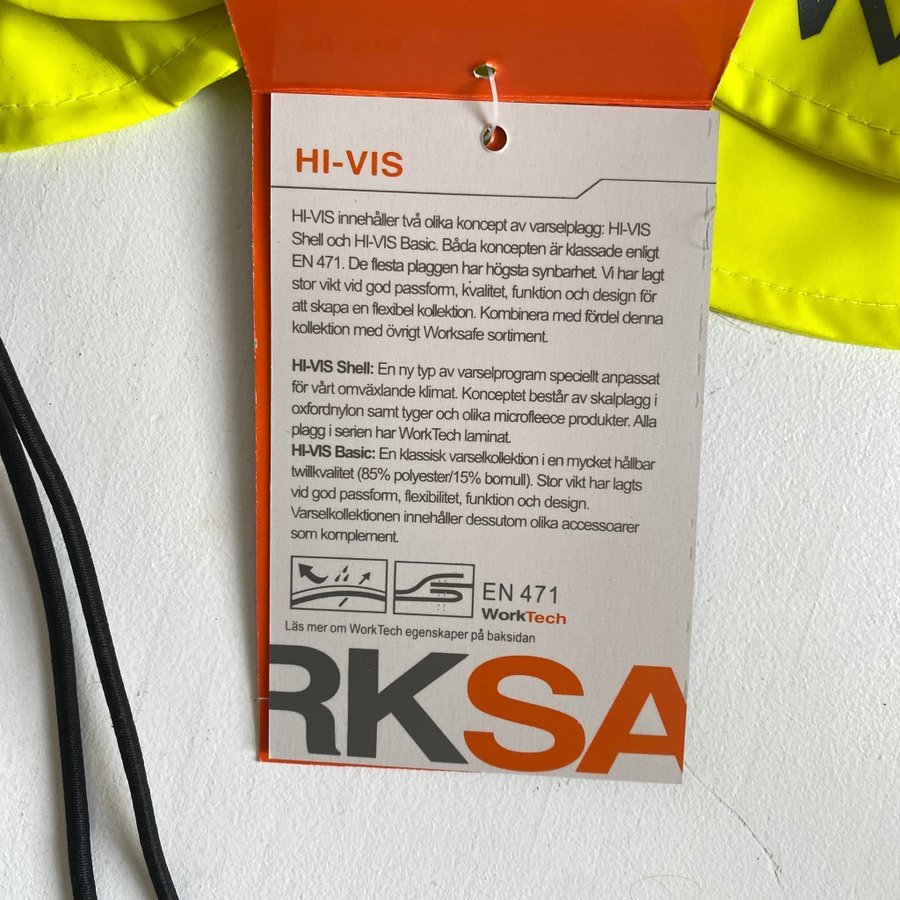 HI-VIS
HI-VIS innehåller två olika koncept av varselplagg: HI-VIS
Shell och HI-VIS Basic. Båda koncepten är klassade enligt
EN 471. De flesta plaggen har högsta synbarhet. Vi har lagt
stor vikt vid god passform, kvalitet, funktion och design för
att skapa en flexibel kollektion. Kombinera med fördel denna
kollektion med övrigt Worksafe sortiment.
HI-VIS Shell: En ny typ av varselprogram speciellt anpassat
för vårt omväxlande klimat. Konceptet består av skalplagg i
oxfordnylon samt tyger och olika microfleece produkter. Alla
plagg i serien har WorkTech laminat.
HI-VIS Basic: En klassisk varselkollektion i en mycket hållbar
twillkvalitet (85% polyester/15% bomull). Stor vikt har lagts
vid god passform, flexibilitet, funktion och design.
Varselkollektionen innehåller dessutom olika accessoarer
som komplement.
EN 471
WorkTech
Läs mer om WorkTech egenskaper på baksidan
RKSA